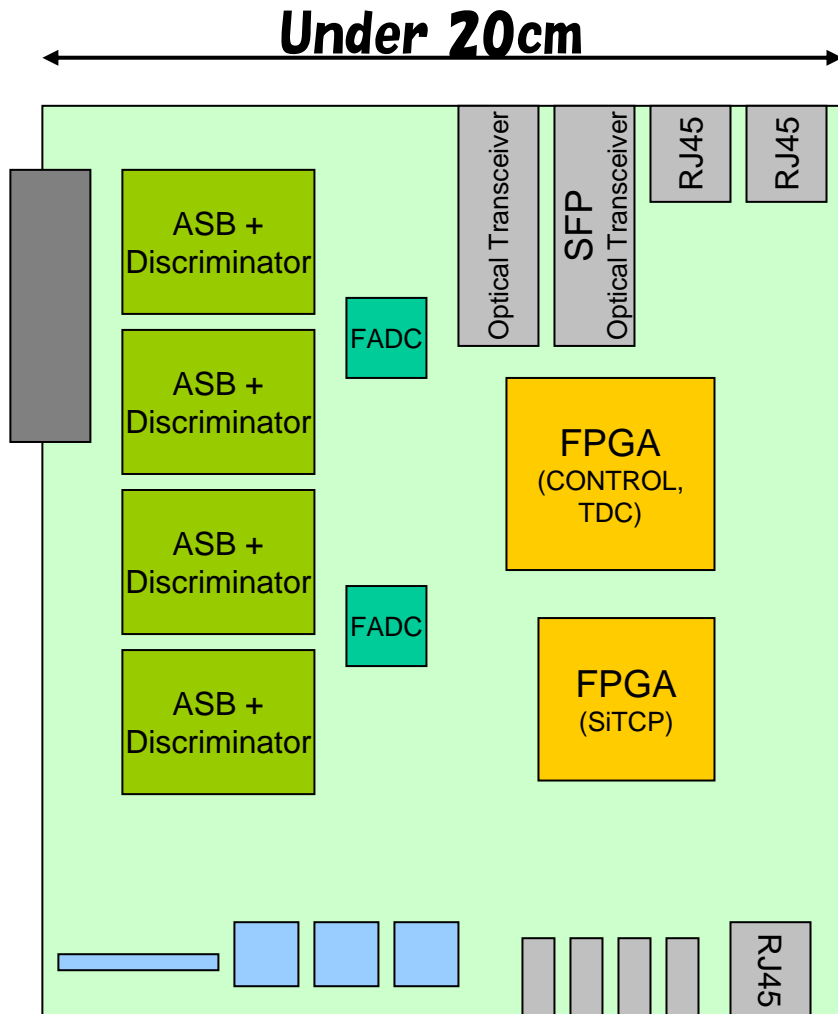 Under 20cm
Optical Transceiver
SFP
Optical Transceiver
RJ45
RJ45
ASB +
Discriminator
FADC
ASB +
Discriminator
FPGA
(CONTROL,
TDC)
ASB +
Discriminator
FADC
ASB +
Discriminator
FPGA
(SiTCP)
RJ45